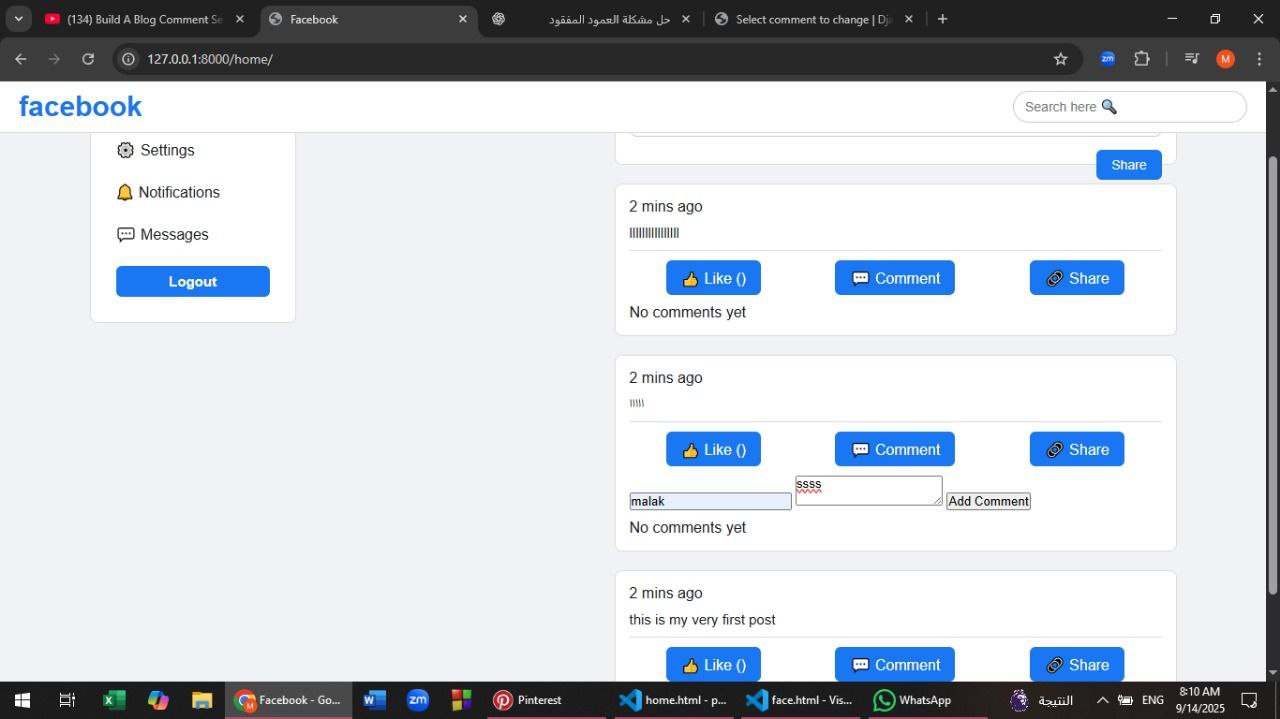 (134) Build A Blog Comment Se
Facebook
حل مشكلة العمود المفقود
Select comment to change | Dja
127.0.0.1:8000/home/
zm
M
facebook
Search here
Settings
Notifications
Messages
Logout
Share
2 mins ago
llllllllllllllll
Like ()
Comment
Share
No comments yet
2 mins ago
\\\\\
Like ()
Comment
Share
malak
ssss
Add Comment
No comments yet
2 mins ago
this is my very first post
Like ()
Comment
Share
Facebook - Go...
zm
Pinterest
home.html - p...
face.html - Vis...
WhatsApp
النتيجة
ENG
8:10 AM
9/14/2025